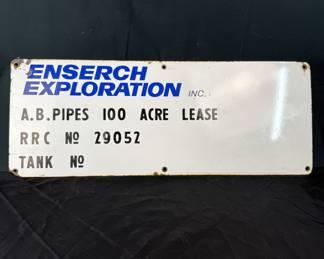 ENSERCH
EXPLORATION INC.
A.B. PIPES 100 ACRE LEASE
RRC Nº 29052
TANK Nº